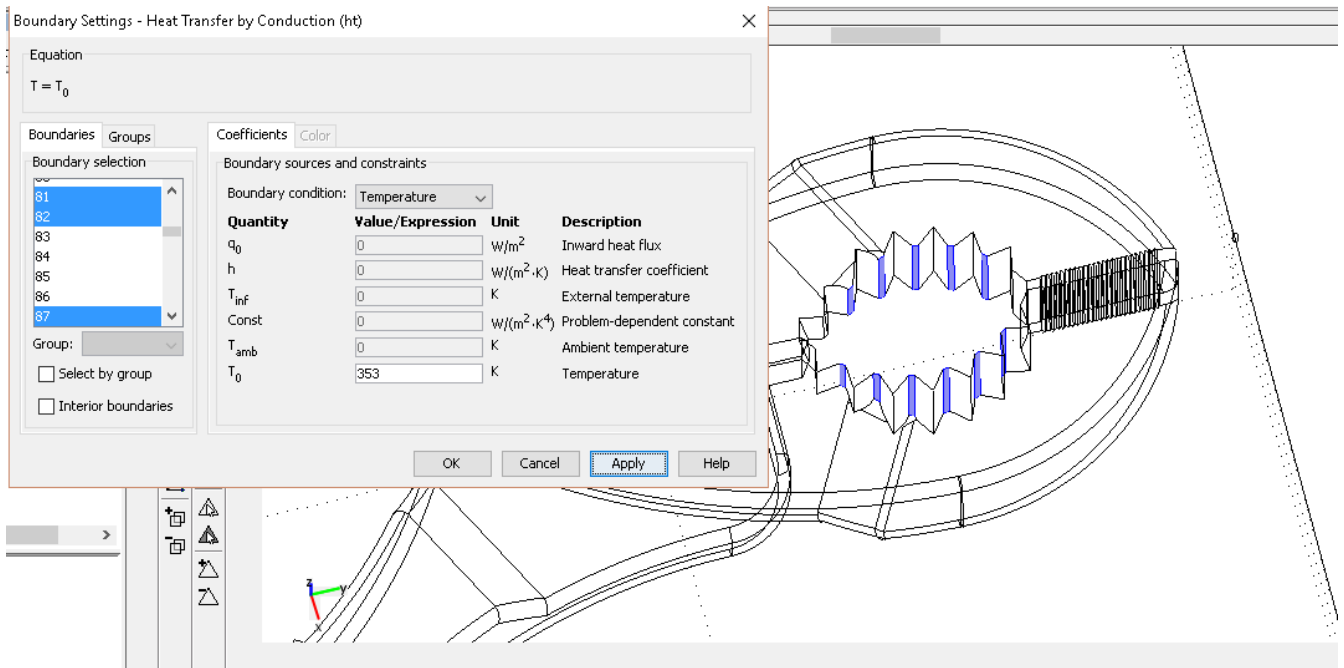 Boundary Settings - Heat Transfer by Conduction (ht)
Equation
T = T₀
Boundaries Groups
Coefficients Color
Boundary selection
81
82
83
84
85
86
87
Group:
Select by group
Interior boundaries
Boundary sources and constraints
Boundary condition: Temperature
Quantity Value/Expression Unit Description
q₀ 0 W/m² Inward heat flux
h 0 W/(m²·K) Heat transfer coefficient
T_inf 0 K External temperature
Const 0 W/(m²·K⁴) Problem-dependent constant
T_amb 0 K Ambient temperature
T₀ 353 K Temperature
OK Cancel Apply Help
0
z
y
x